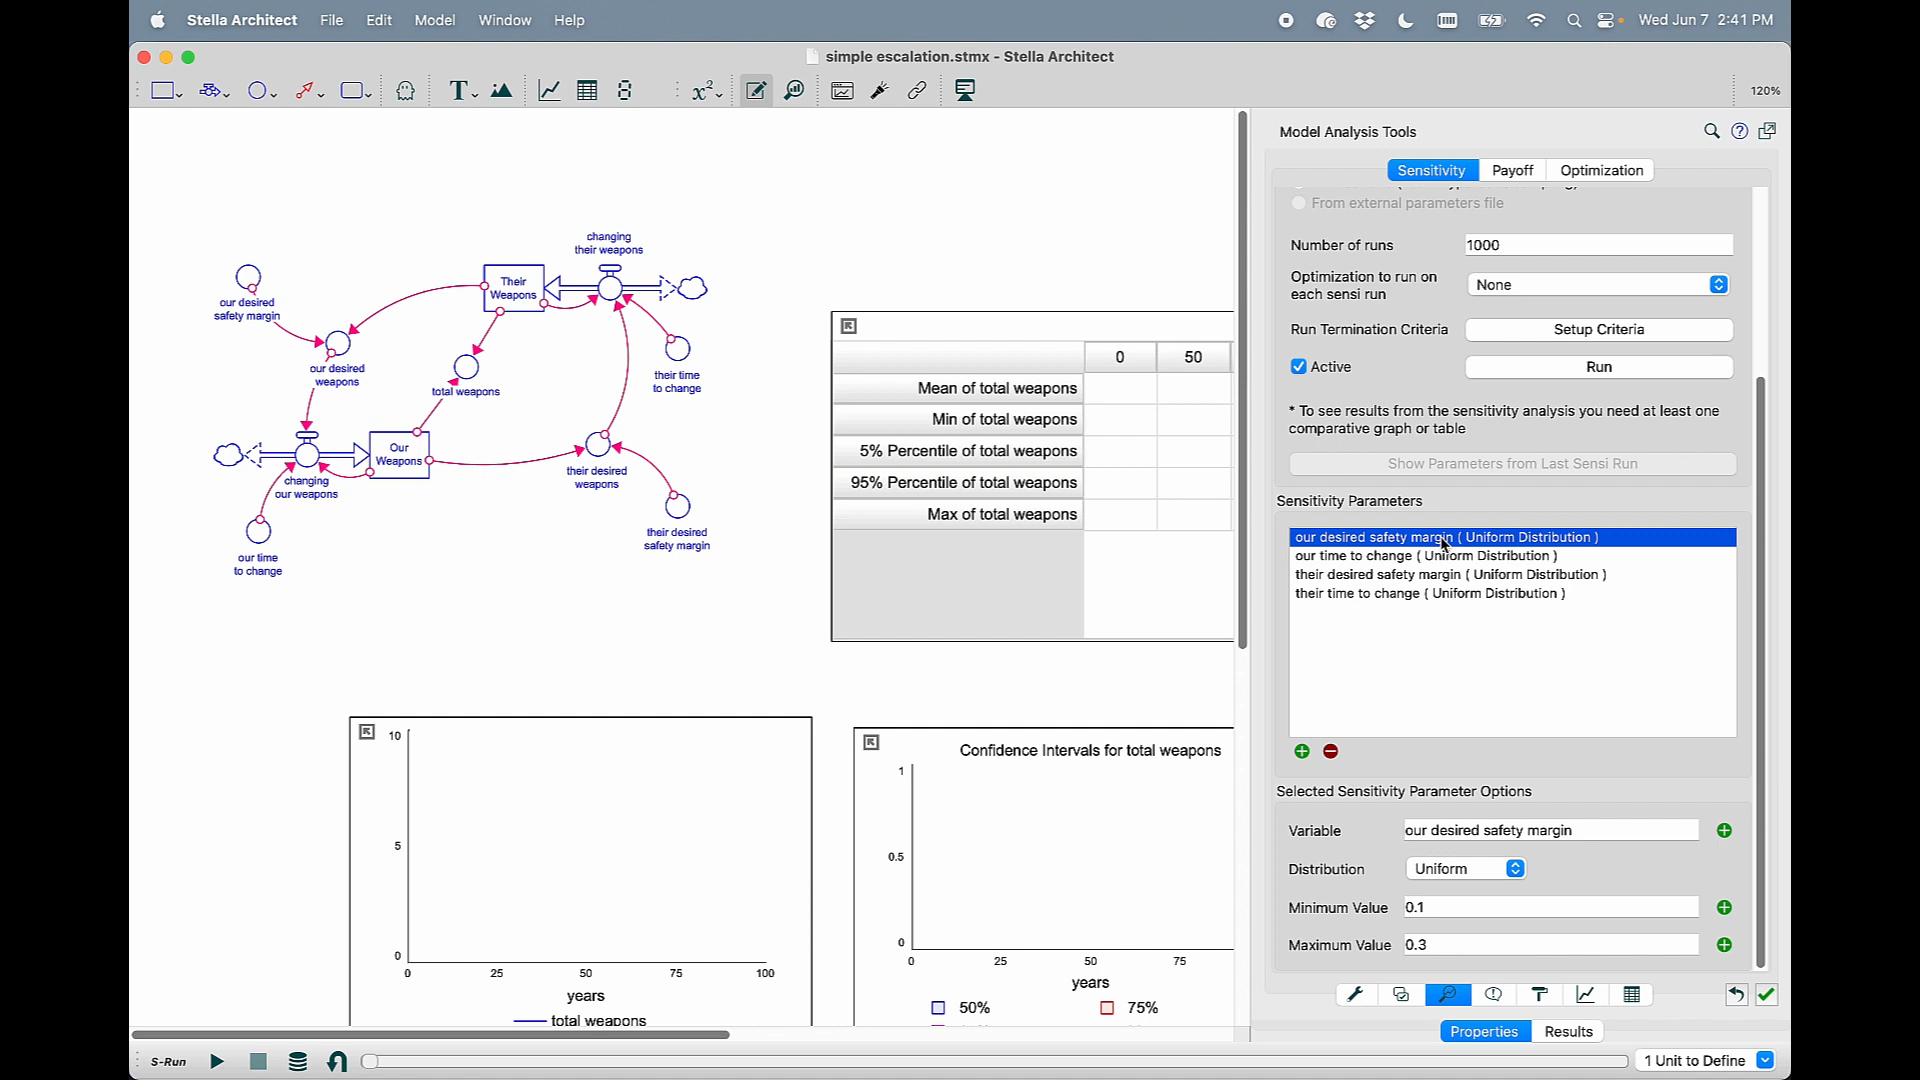 Stella Architect File Edit Model Window Help
Wed Jun 7 2:41 PM
simple escalation.stmx - Stella Architect
T
x²
120%
Model Analysis Tools
Sensitivity Payoff Optimization
From external parameters file
Number of runs 1000
Optimization to run on
each sensi run
None
Run Termination Criteria Setup Criteria
Active Run
* To see results from the sensitivity analysis you need at least one
comparative graph or table
Show Parameters from Last Sensi Run
Sensitivity Parameters
our desired safety margin ( Uniform Distribution )
our time to change ( Uniform Distribution )
their desired safety margin ( Uniform Distribution )
their time to change ( Uniform Distribution )
Selected Sensitivity Parameter Options
Variable our desired safety margin
Distribution Uniform
Minimum Value 0.1
Maximum Value 0.3
Properties Results
changing
their weapons
Their
Weapons
our desired
safety margin
our desired
weapons
total weapons
their time
to change
Our
Weapons
changing
our weapons
their desired
weapons
their desired
safety margin
our time
to change
0 50
Mean of total weapons
Min of total weapons
5% Percentile of total weapons
95% Percentile of total weapons
Max of total weapons
10
5
0
0 25 50 75 100
years
total weapons
Confidence Intervals for total weapons
1
0.5
0
0 25 50 75
years
50% 75%
S-Run
1 Unit to Define